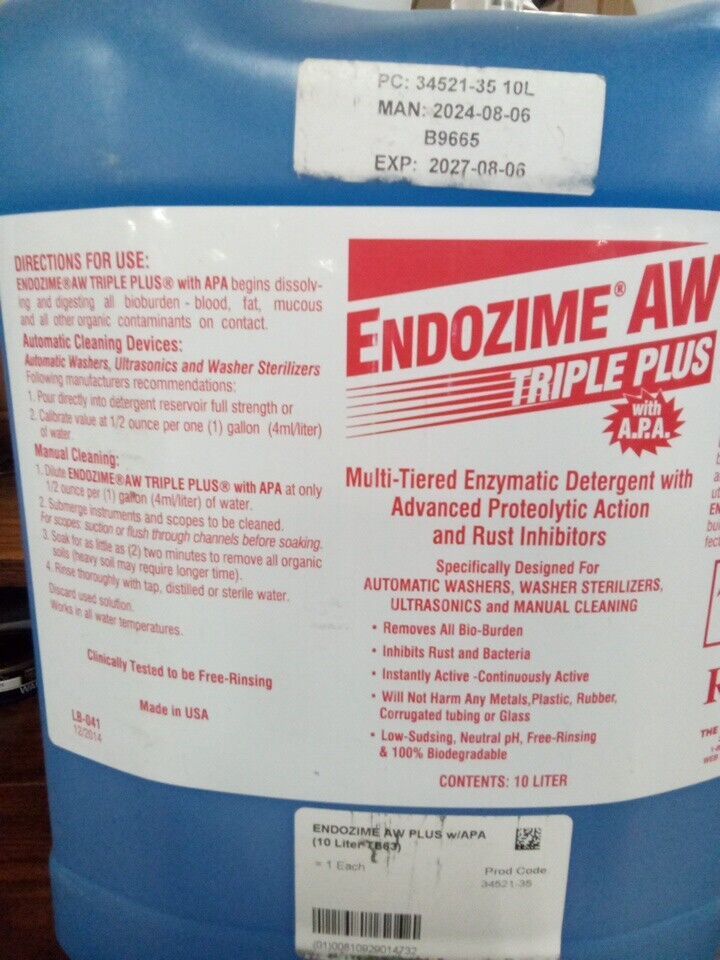 PC: 34521-35 10L
MAN: 2024-08-06
B9665
EXP: 2027-08-06
DIRECTIONS FOR USE:
ENDOZIME®AW TRIPLE PLUS® with APA begins dissolv-
ing and digesting all bioburden - blood, fat, mucous
and all other organic contaminants on contact.
Automatic Cleaning Devices:
Automatic Washers, Ultrasonics and Washer Sterilizers
Following manufacturers recommendations:
1. Pour directly into detergent reservoir full strength or
2. Calibrate value at 1/2 ounce per one (1) gallon (4ml/liter)
of water.
Manual Cleaning:
1. Dilute ENDOZIME®AW TRIPLE PLUS® with APA at only
1/2 ounce per (1) gallon (4ml/liter) of water.
2. Submerge instruments and scopes to be cleaned.
For scopes: suction or flush through channels before soaking.
3. Soak for as little as (2) two minutes to remove all organic
soils (heavy soil may require longer time).
4. Rinse thoroughly with tap, distilled or sterile water.
Discard used solution.
Works in all water temperatures.
Clinically Tested to be Free-Rinsing
Made in USA
LB-041
12/2014
ENDOZIME® AW
TRIPLE PLUS
with
A.P.A.
Multi-Tiered Enzymatic Detergent with
Advanced Proteolytic Action
and Rust Inhibitors
Specifically Designed For
AUTOMATIC WASHERS, WASHER STERILIZERS,
ULTRASONICS and MANUAL CLEANING
• Removes All Bio-Burden
• Inhibits Rust and Bacteria
• Instantly Active -Continuously Active
• Will Not Harm Any Metals,Plastic, Rubber,
Corrugated tubing or Glass
• Low-Sudsing, Neutral pH, Free-Rinsing
& 100% Biodegradable
CONTENTS: 10 LITER
THE
WEB
ENDOZIME AW PLUS w/APA
(10 Liter TB63)
= 1 Each
Prod Code
34521-35
(01)00810929014732